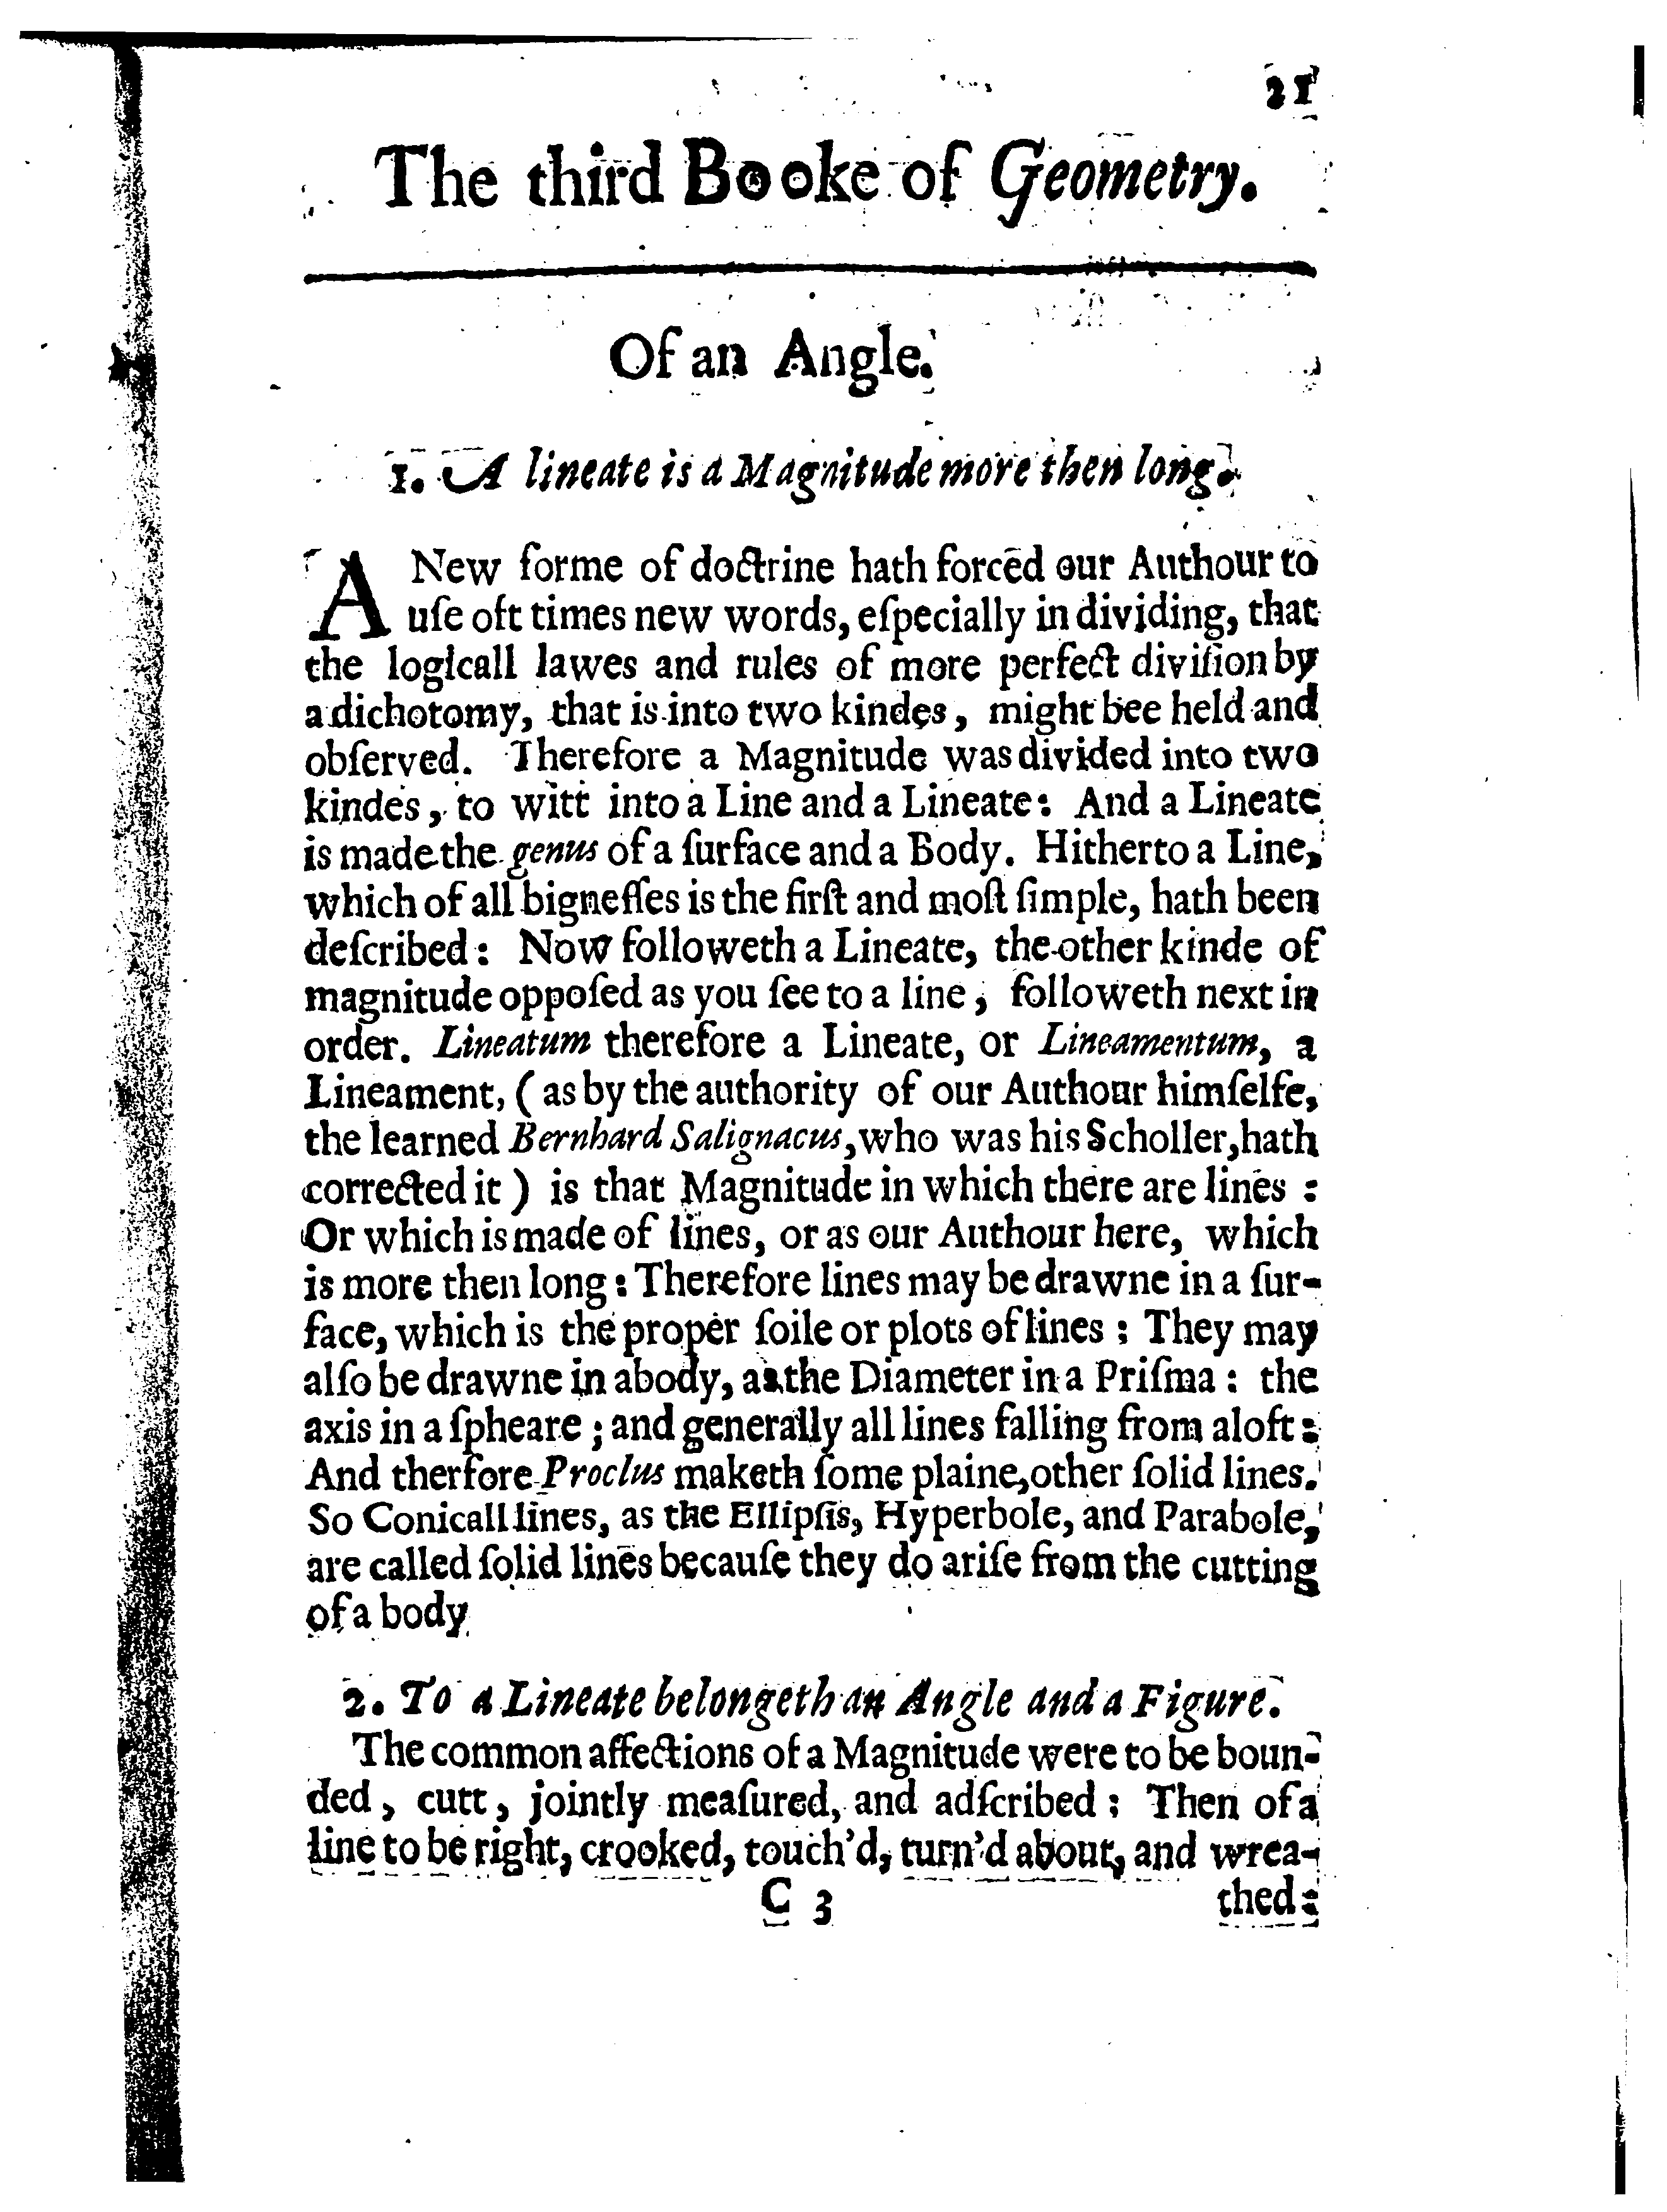 21
The third Booke of Geometry.
Of an Angle.
1. A lineate is a Magnitude more then long.
A New forme of doctrine hath forced our Authour to
uſe oft times new words, eſpecially in dividing, that
the logicall lawes and rules of more perfect diviſion by
a dichotomy, that is into two kindes, might bee held and
obſerved. Therefore a Magnitude was divided into two
kindes, to witt into a Line and a Lineate: And a Lineate
is made the genus of a ſurface and a Body. Hitherto a Line,
which of all bigneſſes is the firſt and moſt ſimple, hath been
deſcribed: Now followeth a Lineate, the other kinde of
magnitude oppoſed as you ſee to a line, followeth next in
order. Lineatum therefore a Lineate, or Lineamentum, a
Lineament, (as by the authority of our Authour himſelfe,
the learned Bernhard Salignacus, who was his Scholler, hath
corrected it) is that Magnitude in which there are lines:
Or which is made of lines, or as our Authour here, which
is more then long: Therefore lines may be drawne in a ſur-
face, which is the proper ſoile or plots of lines: They may
alſo be drawne in a body, as the Diameter in a Priſma: the
axis in a ſpheare; and generally all lines falling from aloft:
And therfore Proclus maketh ſome plaine, other ſolid lines.
So Conicall lines, as the Ellipſis, Hyperbole, and Parabole,
are called ſolid lines becauſe they do ariſe from the cutting
of a body
2. To a Lineate belongeth an Angle and a Figure.
The common affections of a Magnitude were to be boun-
ded, cutt, jointly meaſured, and adſcribed: Then of a
line to be right, crooked, touch'd, turn'd about, and wrea-
C 3 thed: